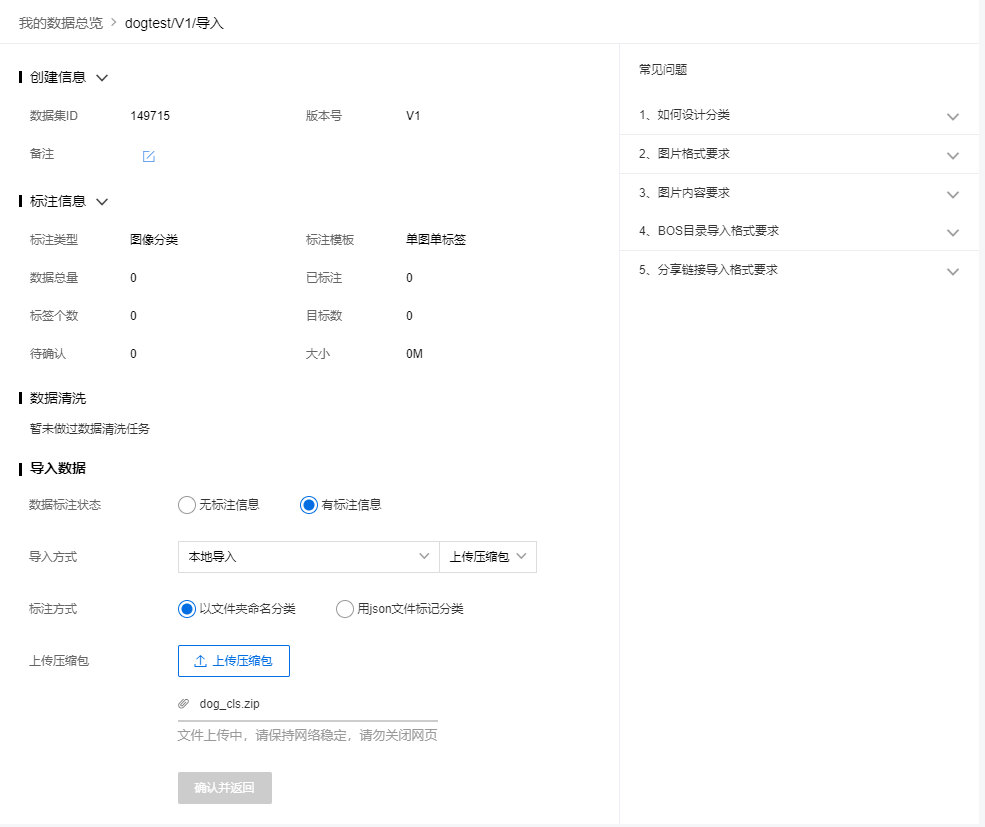 我的数据总览 > dogtest/V1/导入
创建信息
数据集ID 149715 版本号 V1
备注
标注信息
标注类型 图像分类 标注模板 单图单标签
数据总量 0 已标注 0
标签个数 0 目标数 0
待确认 0 大小 0M
数据清洗
暂未做过数据清洗任务
导入数据
数据标注状态 无标注信息 有标注信息
导入方式 本地导入 上传压缩包
标注方式 以文件夹命名分类 用json文件标记分类
上传压缩包 上传压缩包
dog_cls.zip
文件上传中，请保持网络稳定，请勿关闭网页
确认并返回
常见问题
1、如何设计分类
2、图片格式要求
3、图片内容要求
4、BOS目录导入格式要求
5、分享链接导入格式要求